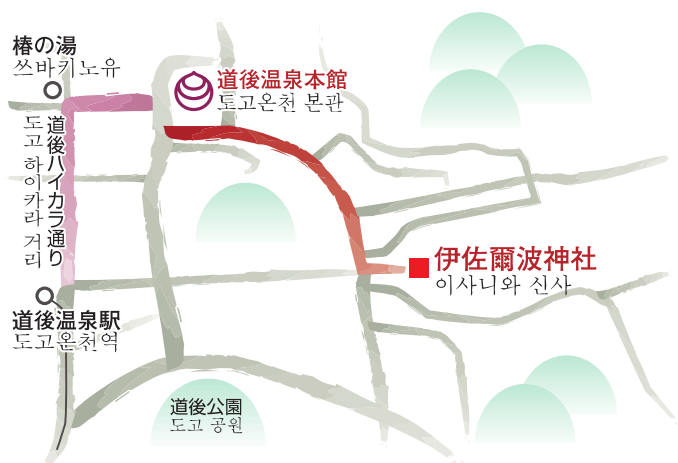 椿の湯
쓰바키노유
道後温泉本館
도고온천 본관
道後ハイカラ通り
도고 하이카라 거리
伊佐爾波神社
이사니와 신사
道後温泉駅
도고온천역
道後公園
도고 공원